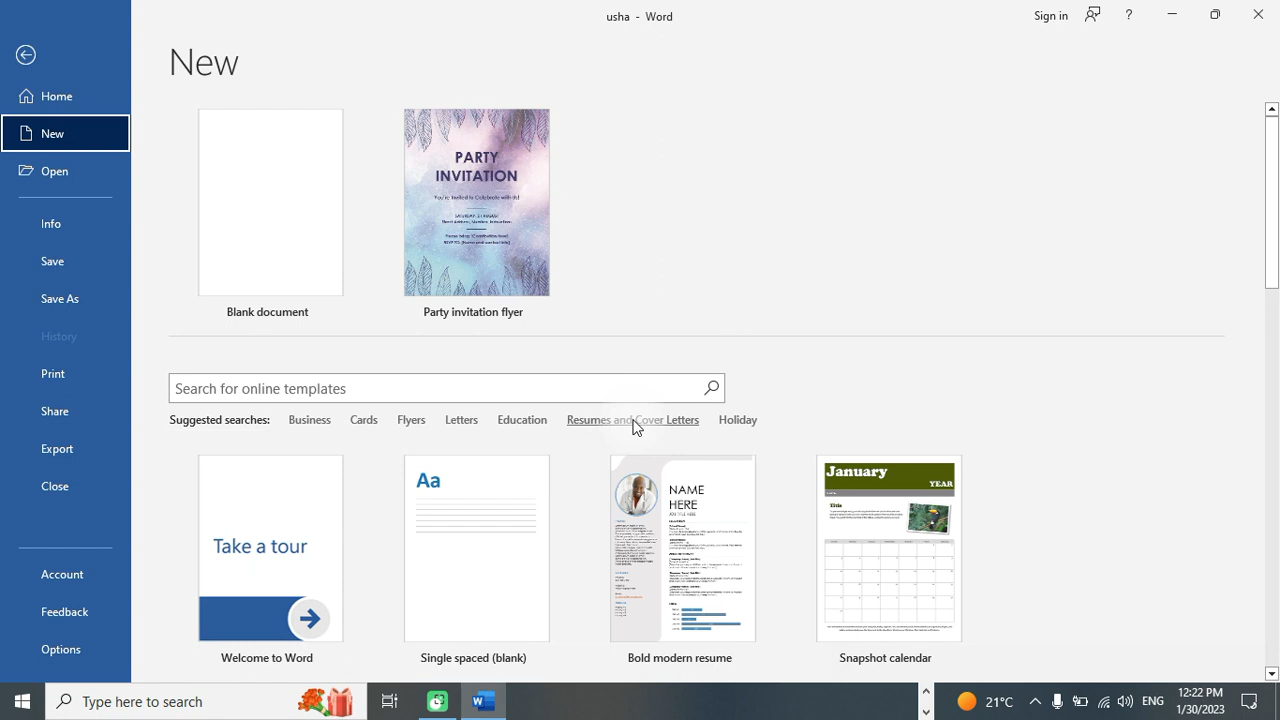 usha - Word
Sign in
?
New
Home
New
Open
Info
Save
Save As
History
Print
Share
Export
Close
Account
Feedback
Options
PARTY
INVITATION
Blank document
Party invitation flyer
Search for online templates
Suggested searches: Business Cards Flyers Letters Education Resumes and Cover Letters Holiday
Take a tour
Aa
NAME
HERE
January
YEAR
Title
Welcome to Word
Single spaced (blank)
Bold modern resume
Snapshot calendar
Type here to search
21°C
ENG
12:22 PM
1/30/2023